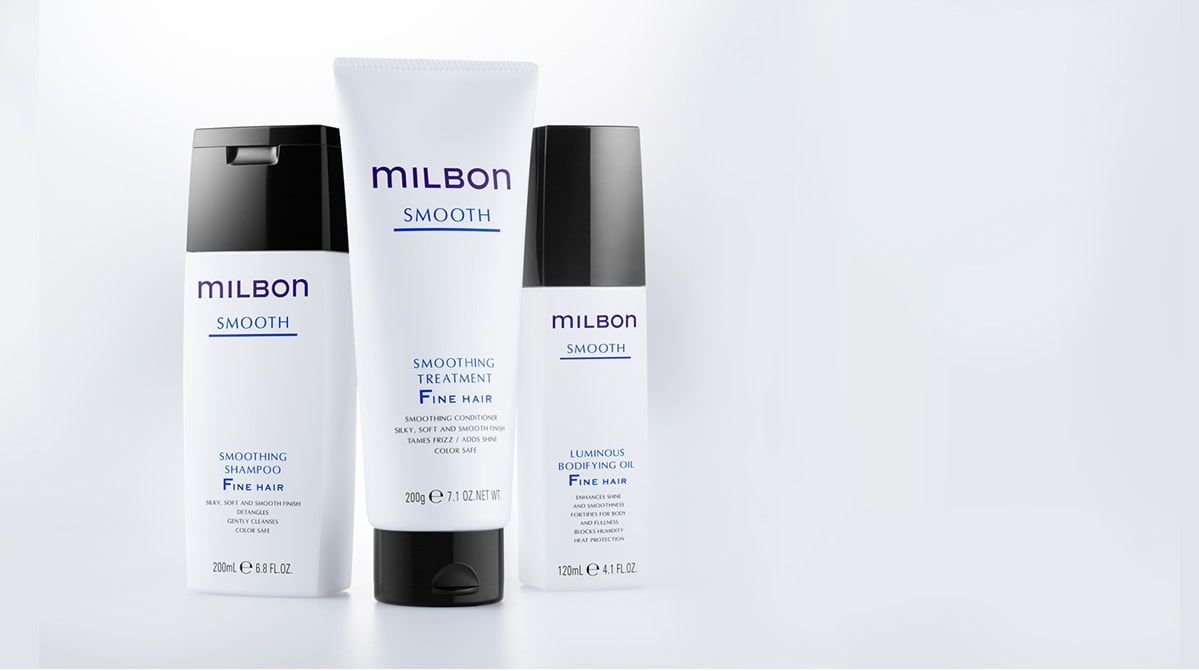 MILBON
SMOOTH
SMOOTHING
SHAMPOO
FINE HAIR
SILKY, SOFT AND SMOOTH FINISH
DETANGLES
GENTLY CLEANSES
COLOR SAFE
200mL ℮ 6.8 FL.OZ.
MILBON
SMOOTH
SMOOTHING
TREATMENT
FINE HAIR
SMOOTHING CONDITIONER
SILKY, SOFT AND SMOOTH FINISH
TAMES FRIZZ / ADDS SHINE
COLOR SAFE
200g ℮ 7.1 OZ.NET WT.
MILBON
SMOOTH
LUMINOUS
BODIFYING OIL
FINE HAIR
ENHANCES SHINE
AND SMOOTHNESS
FORTIFIES FOR BODY
AND FULLNESS
BLOCKS HUMIDITY
HEAT PROTECTION
120mL ℮ 4.1 FL.OZ.